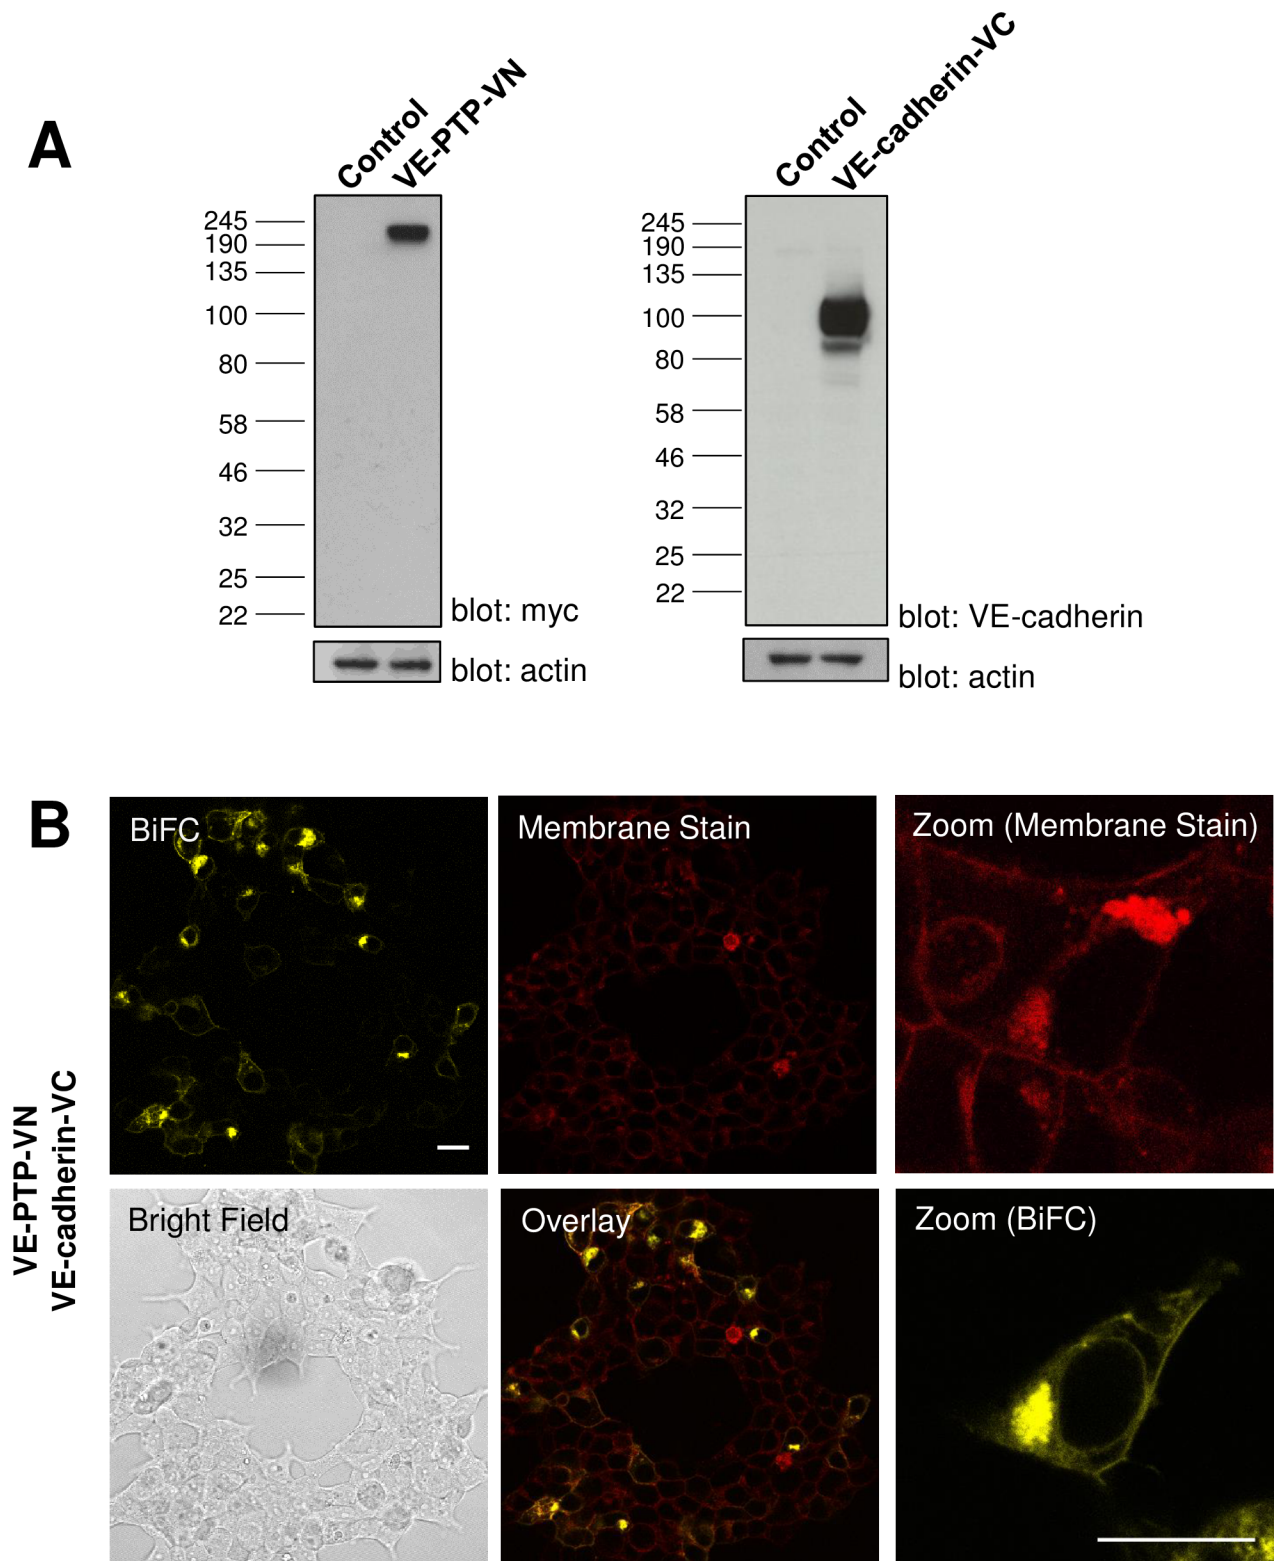 A
Control
VE-PTP-VN
245
190
135
100
80
58
46
32
25
22
blot: myc
blot: actin
Control
VE-cadherin-VC
245
190
135
100
80
58
46
32
25
22
blot: VE-cadherin
blot: actin
B
VE-PTP-VN
VE-cadherin-VC
BiFC
Membrane Stain
Zoom (Membrane Stain)
Bright Field
Overlay
Zoom (BiFC)